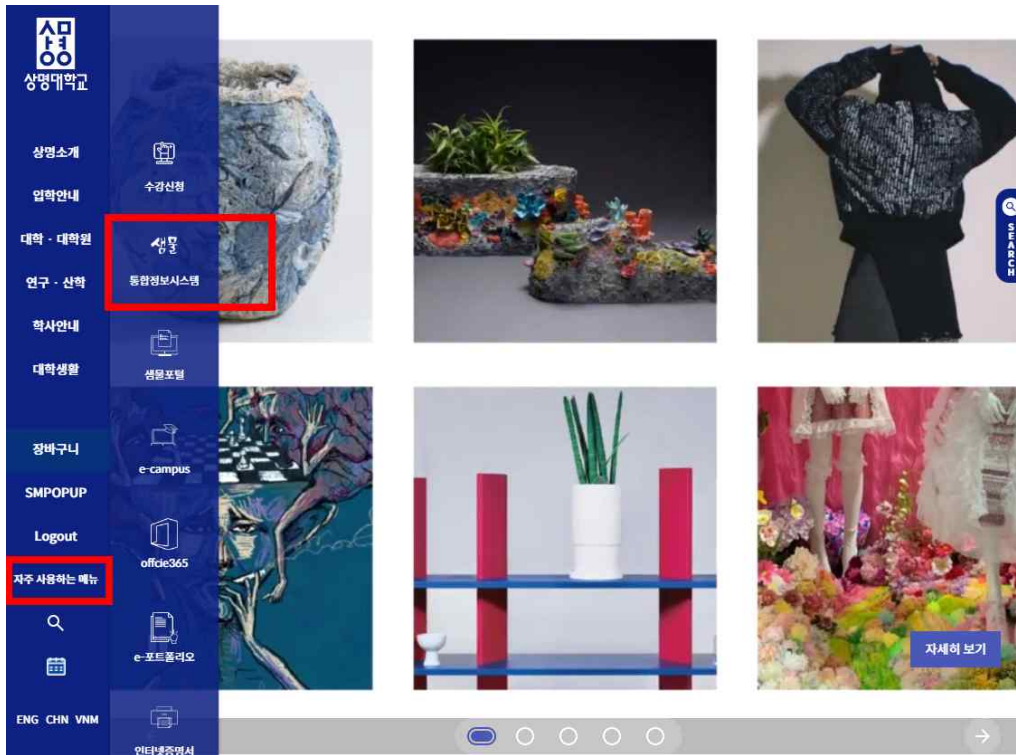 상명
상명대학교
상명소개
입학안내
대학 · 대학원
연구 · 산학
학사안내
대학생활
장바구니
SMPOPUP
Logout
자주 사용하는 메뉴
ENG CHN VNM
수강신청
샘물
통합정보시스템
샘물포털
e-campus
offcie365
e-포트폴리오
인터넷증명서
SEARCH
자세히 보기